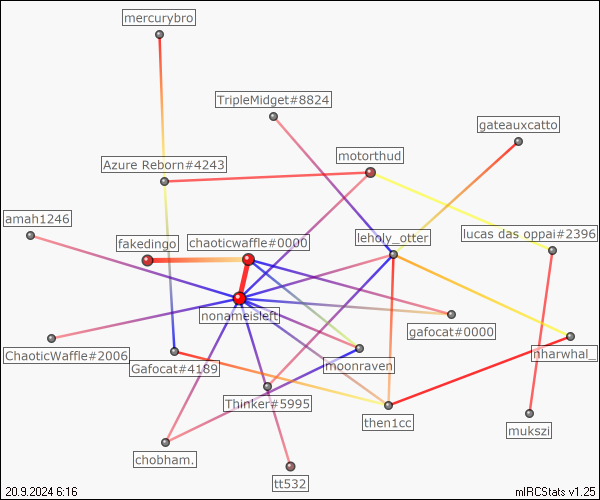 mercurybro
TripleMidget#8824
gateauxcatto
motorthud
Azure Reborn#4243
amah1246
fakedingo
chaoticwaffle#0000
leholy_otter
lucas das oppai#2396
nonameisleft
gafocat#0000
ChaoticWaffle#2006
Gafocat#4189
moonraven
nharwhal_
Thinker#5995
then1cc
mukszi
chobham.
tt532
20.9.2024 6:16
mIRCStats v1.25